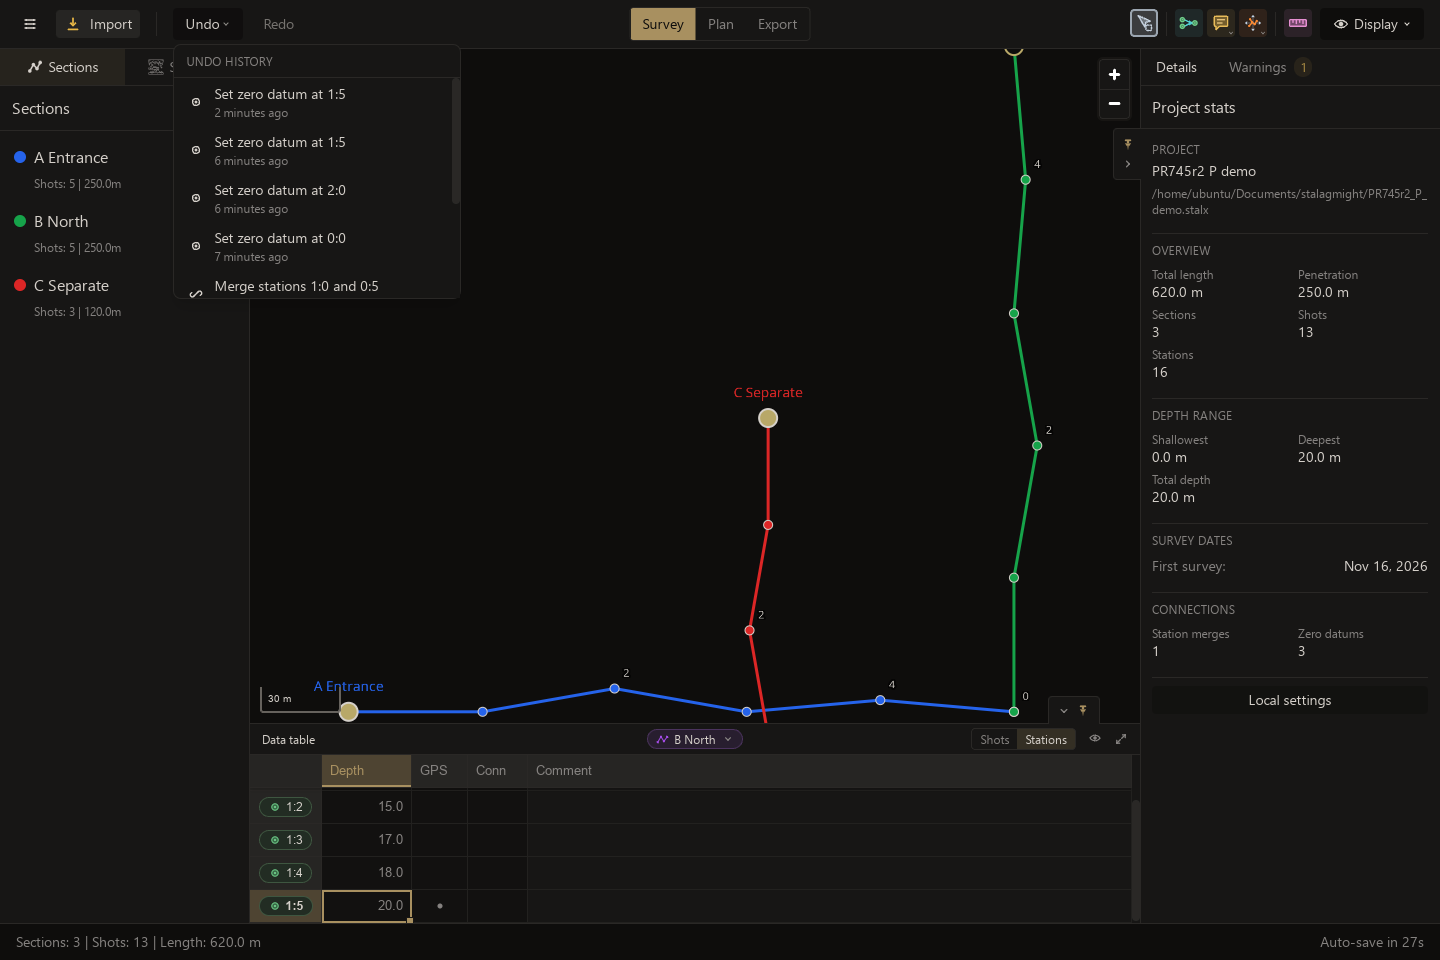 Import
Undo
Redo
Survey
Plan
Export
Display
Sections
UNDO HISTORY
Set zero datum at 1:5
2 minutes ago
Set zero datum at 1:5
6 minutes ago
Set zero datum at 2:0
6 minutes ago
Set zero datum at 0:0
7 minutes ago
Merge stations 1:0 and 0:5
Sections
A Entrance
Shots: 5 | 250.0m
B North
Shots: 5 | 250.0m
C Separate
Shots: 3 | 120.0m
4
2
C Separate
2
0
A Entrance
2
4
30 m
Details
Warnings 1
Project stats
PROJECT
PR745r2 P demo
/home/ubuntu/Documents/stalagmight/PR745r2_P_
demo.stalx
OVERVIEW
Total length
Penetration
620.0 m
250.0 m
Sections
Shots
3
13
Stations
16
DEPTH RANGE
Shallowest
Deepest
0.0 m
20.0 m
Total depth
20.0 m
SURVEY DATES
First survey:
Nov 16, 2026
CONNECTIONS
Station merges
Zero datums
1
3
Local settings
Data table
B North
Shots
Stations
Depth
GPS
Conn
Comment
1:2
15.0
1:3
17.0
1:4
18.0
1:5
20.0
Sections: 3 | Shots: 13 | Length: 620.0 m
Auto-save in 27s